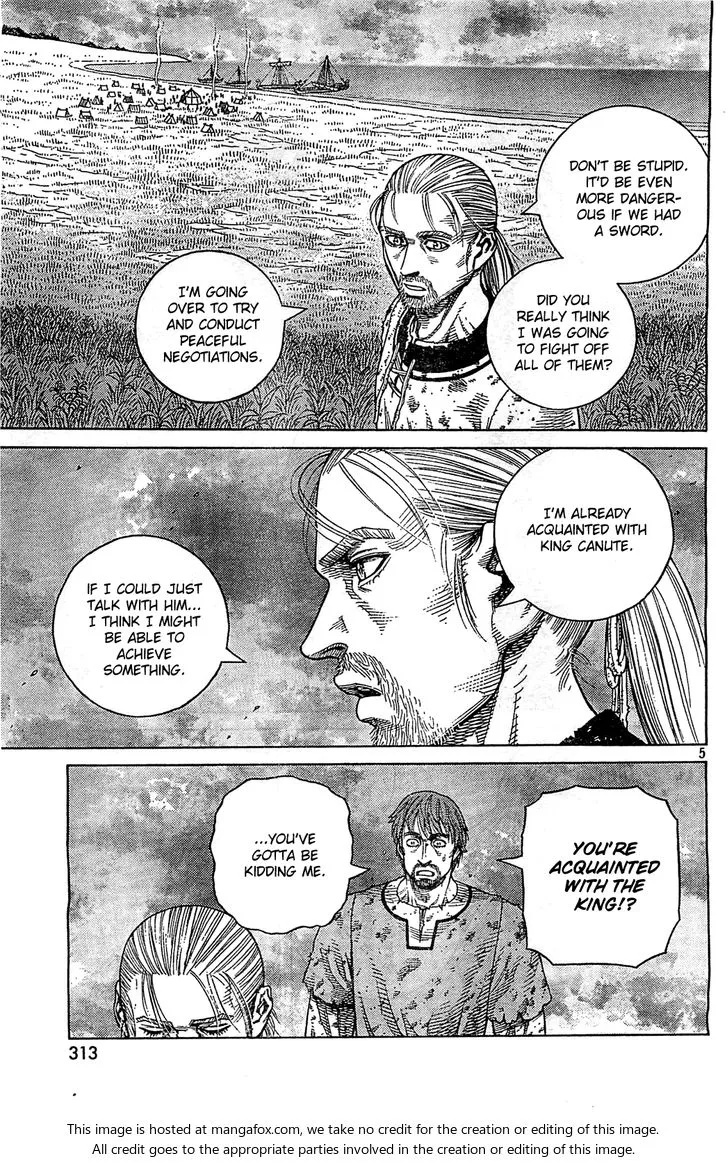 DON'T BE STUPID.
IT'D BE EVEN
MORE DANGER-
OUS IF WE HAD
A SWORD.
DID YOU
REALLY THINK
I WAS GOING
TO FIGHT OFF
ALL OF THEM?
I'M GOING
OVER TO TRY
AND CONDUCT
PEACEFUL
NEGOTIATIONS.
I'M ALREADY
ACQUAINTED WITH
KING CANUTE.
IF I COULD JUST
TALK WITH HIM...
I THINK I MIGHT
BE ABLE TO
ACHIEVE
SOMETHING.
5
YOU'RE
ACQUAINTED
WITH THE
KING!?
...YOU'VE
GOTTA BE
KIDDING ME.
313
This image is hosted at mangafox.com, we take no credit for the creation or editing of this image.
All credit goes to the appropriate parties involved in the creation or editing of this image.